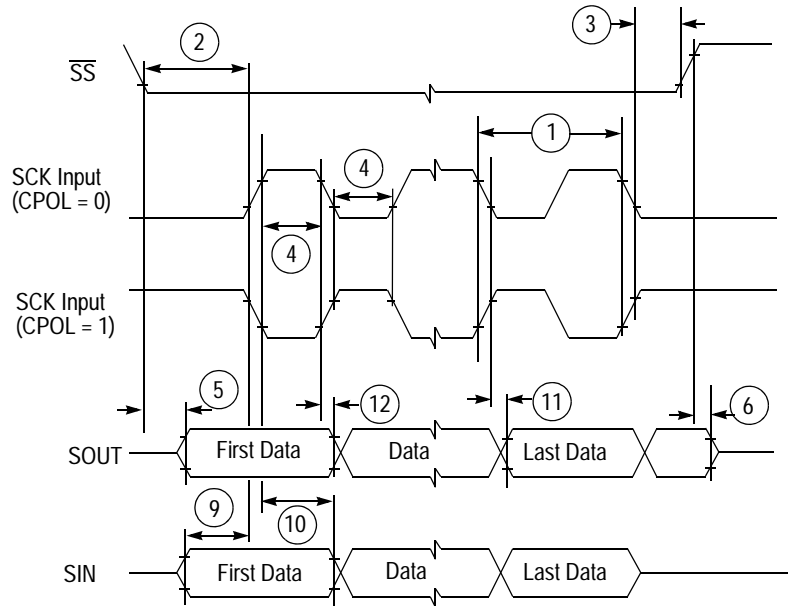 2
3
S̅S̅
1
SCK Input
(CPOL = 0)
4
4
SCK Input
(CPOL = 1)
5
12
11
6
SOUT
First Data
Data
Last Data
9
10
SIN
First Data
Data
Last Data